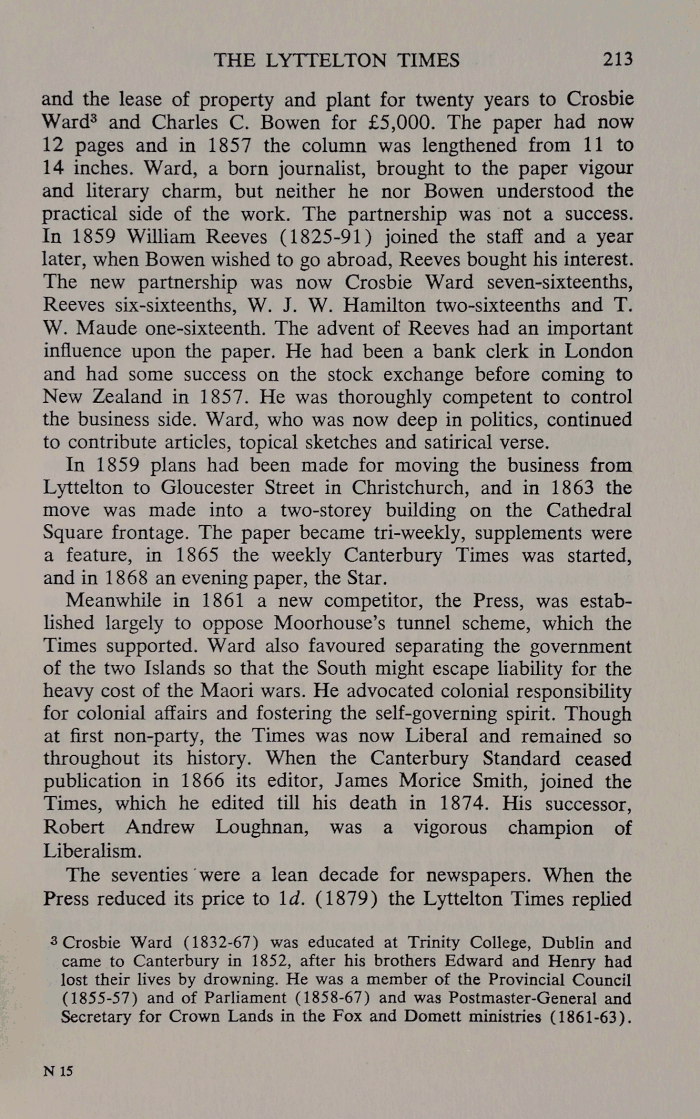 THE LYTTELTON TIMES 213
and the lease of property and plant for twenty years to Crosbie
Ward³ and Charles C. Bowen for £5,000. The paper had now
12 pages and in 1857 the column was lengthened from 11 to
14 inches. Ward, a born journalist, brought to the paper vigour
and literary charm, but neither he nor Bowen understood the
practical side of the work. The partnership was not a success.
In 1859 William Reeves (1825-91) joined the staff and a year
later, when Bowen wished to go abroad, Reeves bought his interest.
The new partnership was now Crosbie Ward seven-sixteenths,
Reeves six-sixteenths, W. J. W. Hamilton two-sixteenths and T.
W. Maude one-sixteenth. The advent of Reeves had an important
influence upon the paper. He had been a bank clerk in London
and had some success on the stock exchange before coming to
New Zealand in 1857. He was thoroughly competent to control
the business side. Ward, who was now deep in politics, continued
to contribute articles, topical sketches and satirical verse.
In 1859 plans had been made for moving the business from
Lyttelton to Gloucester Street in Christchurch, and in 1863 the
move was made into a two-storey building on the Cathedral
Square frontage. The paper became tri-weekly, supplements were
a feature, in 1865 the weekly Canterbury Times was started,
and in 1868 an evening paper, the Star.
Meanwhile in 1861 a new competitor, the Press, was estab-
lished largely to oppose Moorhouse's tunnel scheme, which the
Times supported. Ward also favoured separating the government
of the two Islands so that the South might escape liability for the
heavy cost of the Maori wars. He advocated colonial responsibility
for colonial affairs and fostering the self-governing spirit. Though
at first non-party, the Times was now Liberal and remained so
throughout its history. When the Canterbury Standard ceased
publication in 1866 its editor, James Morice Smith, joined the
Times, which he edited till his death in 1874. His successor,
Robert Andrew Loughnan, was a vigorous champion of
Liberalism.
The seventies were a lean decade for newspapers. When the
Press reduced its price to 1d. (1879) the Lyttelton Times replied
³ Crosbie Ward (1832-67) was educated at Trinity College, Dublin and
came to Canterbury in 1852, after his brothers Edward and Henry had
lost their lives by drowning. He was a member of the Provincial Council
(1855-57) and of Parliament (1858-67) and was Postmaster-General and
Secretary for Crown Lands in the Fox and Domett ministries (1861-63).
N 15